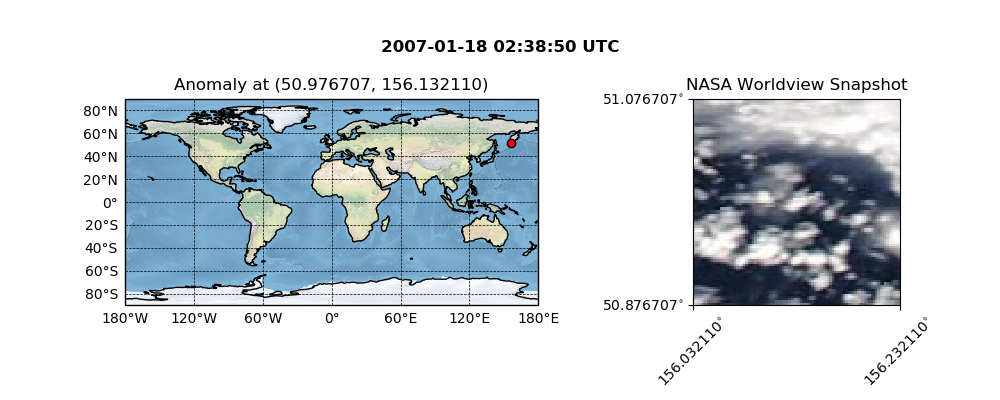 2007-01-18 02:38:50 UTC
Anomaly at (50.976707, 156.132110)
80°N
60°N
40°N
20°N
0°
20°S
40°S
60°S
80°S
180°W 120°W 60°W 0° 60°E 120°E 180°E
NASA Worldview Snapshot
51.076707°
50.876707°
156.032110°
156.232110°